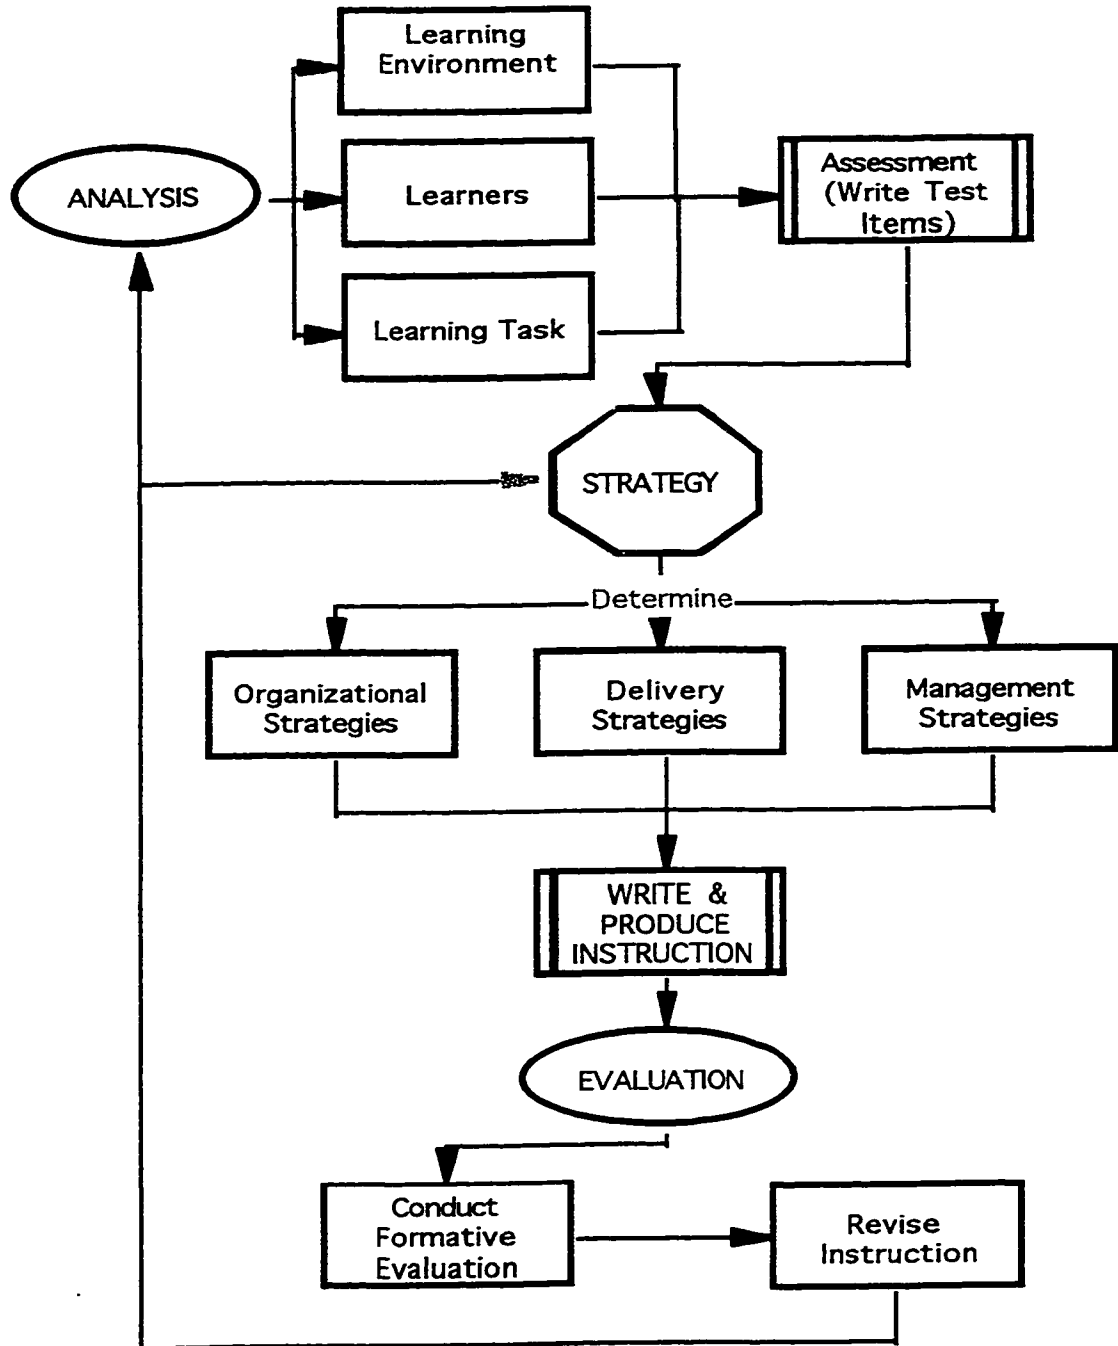 Learning
Environment
ANALYSIS
Learners
Assessment
(Write Test
Items)
Learning Task
STRATEGY
Determine
Organizational
Strategies
Delivery
Strategies
Management
Strategies
WRITE &
PRODUCE
INSTRUCTION
EVALUATION
Conduct
Formative
Evaluation
Revise
Instruction